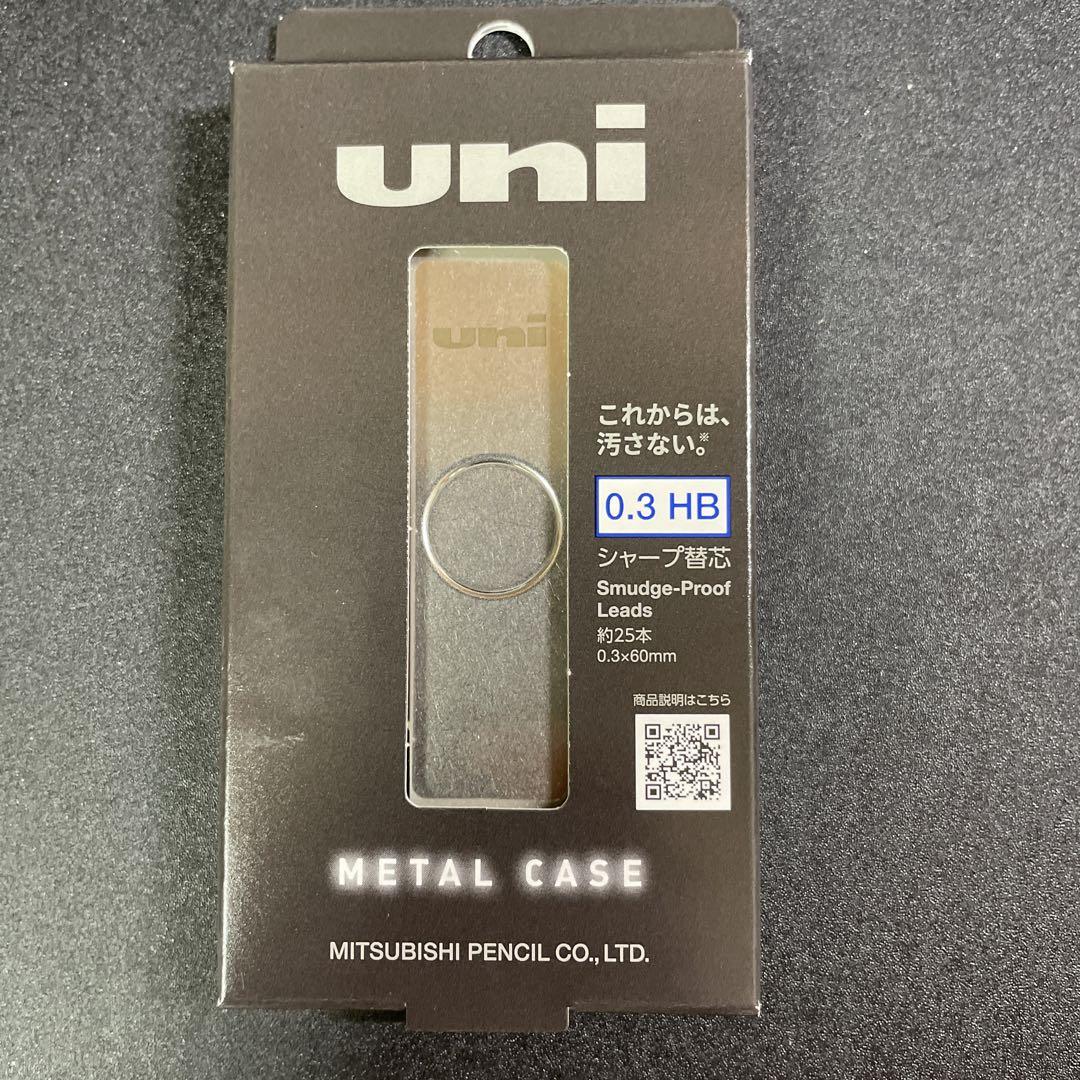 uni
uni
これからは、
汚さない。※
0.3 HB
シャープ替芯
Smudge-Proof
Leads
約25本
0.3×60mm
商品説明はこちら
METAL CASE
MITSUBISHI PENCIL CO., LTD.